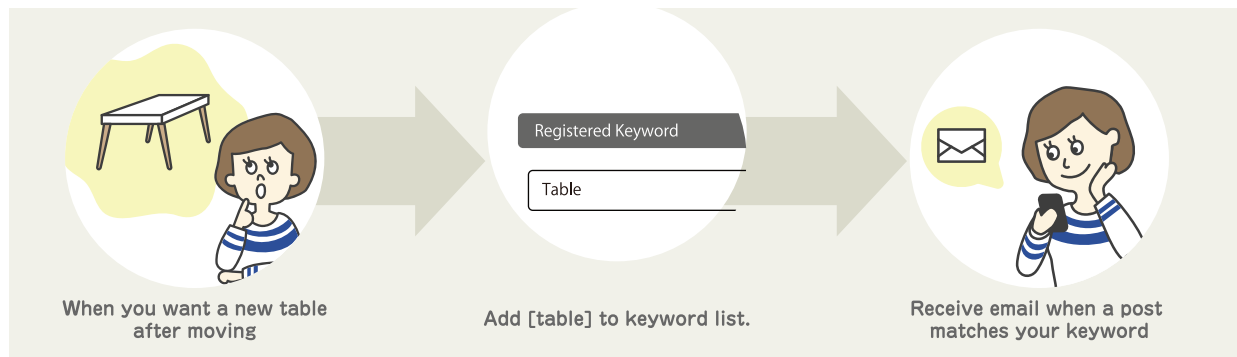 Registered Keyword
Table
When you want a new table
after moving
Add [table] to keyword list.
Receive email when a post
matches your keyword